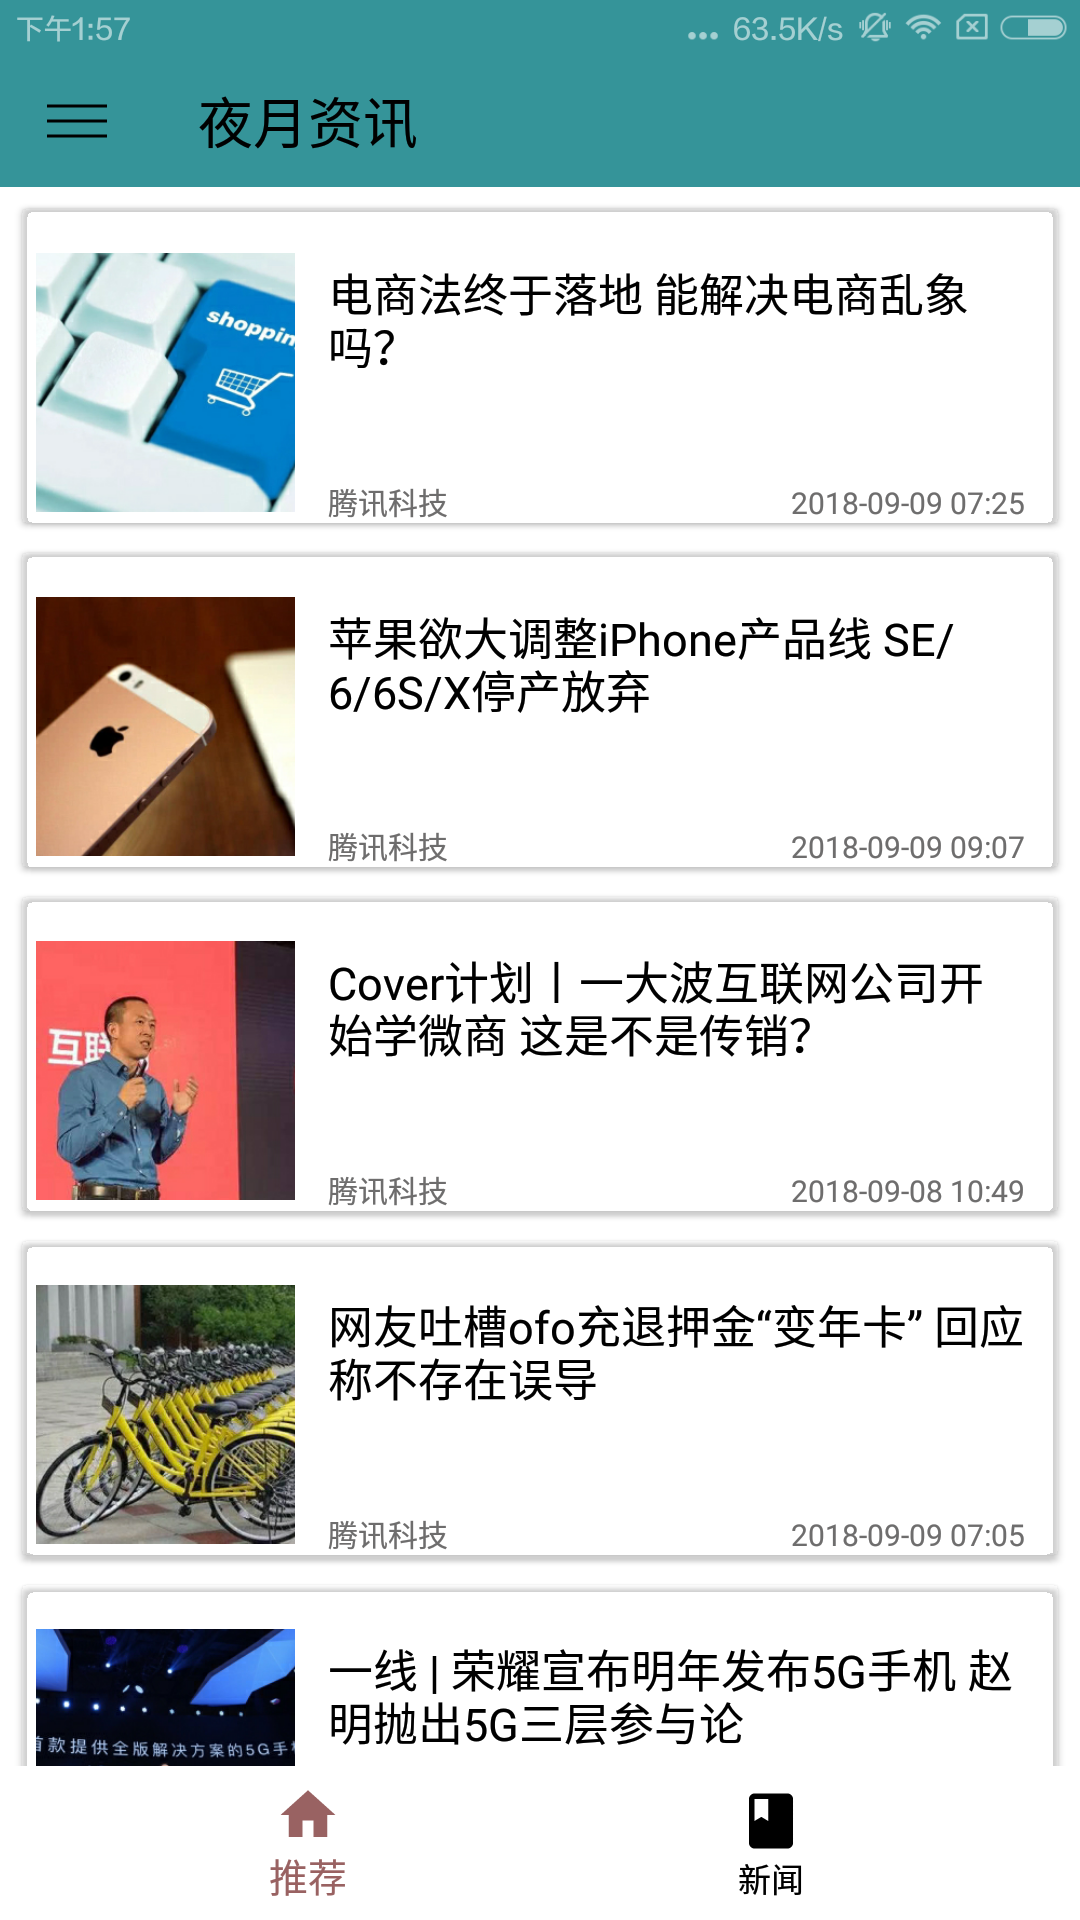 下午1:57
... 63.5K/s
夜月资讯
shoppin
电商法终于落地 能解决电商乱象
吗？
腾讯科技
2018-09-09 07:25
苹果欲大调整iPhone产品线 SE/
6/6S/X停产放弃
腾讯科技
2018-09-09 09:07
互联
Cover计划丨一大波互联网公司开
始学微商 这是不是传销？
腾讯科技
2018-09-08 10:49
网友吐槽ofo充退押金“变年卡” 回应
称不存在误导
腾讯科技
2018-09-09 07:05
首款提供全版解决方案的5G手机
一线 | 荣耀宣布明年发布5G手机 赵
明抛出5G三层参与论
推荐
新闻